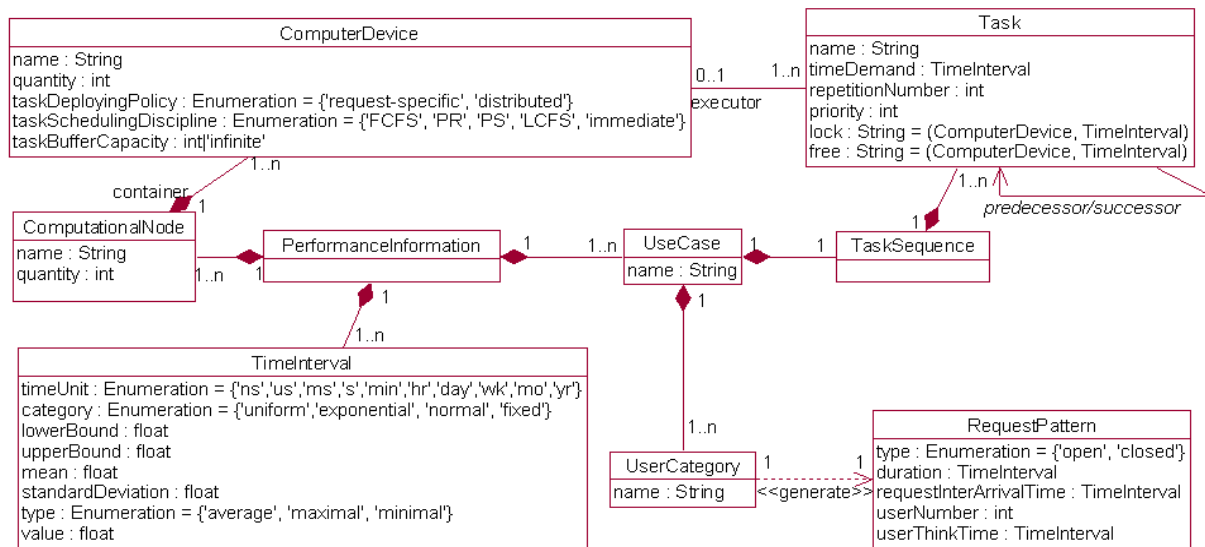 ComputerDevice
name : String
quantity : int
taskDeployingPolicy : Enumeration = {'request-specific', 'distributed'}
taskSchedulingDiscipline : Enumeration = {'FCFS', 'PR', 'PS', 'LCFS', 'immediate'}
taskBufferCapacity : int|'infinite'
0..1
1..n
executor
Task
name : String
timeDemand : TimeInterval
repetitionNumber : int
priority : int
lock : String = (ComputerDevice, TimeInterval)
free : String = (ComputerDevice, TimeInterval)
1..n
container
1
1..n
predecessor/successor
ComputationalNode
name : String
quantity : int
1..n
1
PerformanceInformation
1
1..n
UseCase
name : String
1
1
TaskSequence
1
1
1..n
1
TimeInterval
timeUnit : Enumeration = {'ns','us','ms','s','min','hr','day','wk','mo','yr'}
category : Enumeration = {'uniform','exponential', 'normal', 'fixed'}
lowerBound : float
upperBound : float
mean : float
standardDeviation : float
type : Enumeration = {'average', 'maximal', 'minimal'}
value : float
1..n
UserCategory
name : String
1
1
<<generate>>
RequestPattern
type : Enumeration = {'open', 'closed'}
duration : TimeInterval
requestInterArrivalTime : TimeInterval
userNumber : int
userThinkTime : TimeInterval